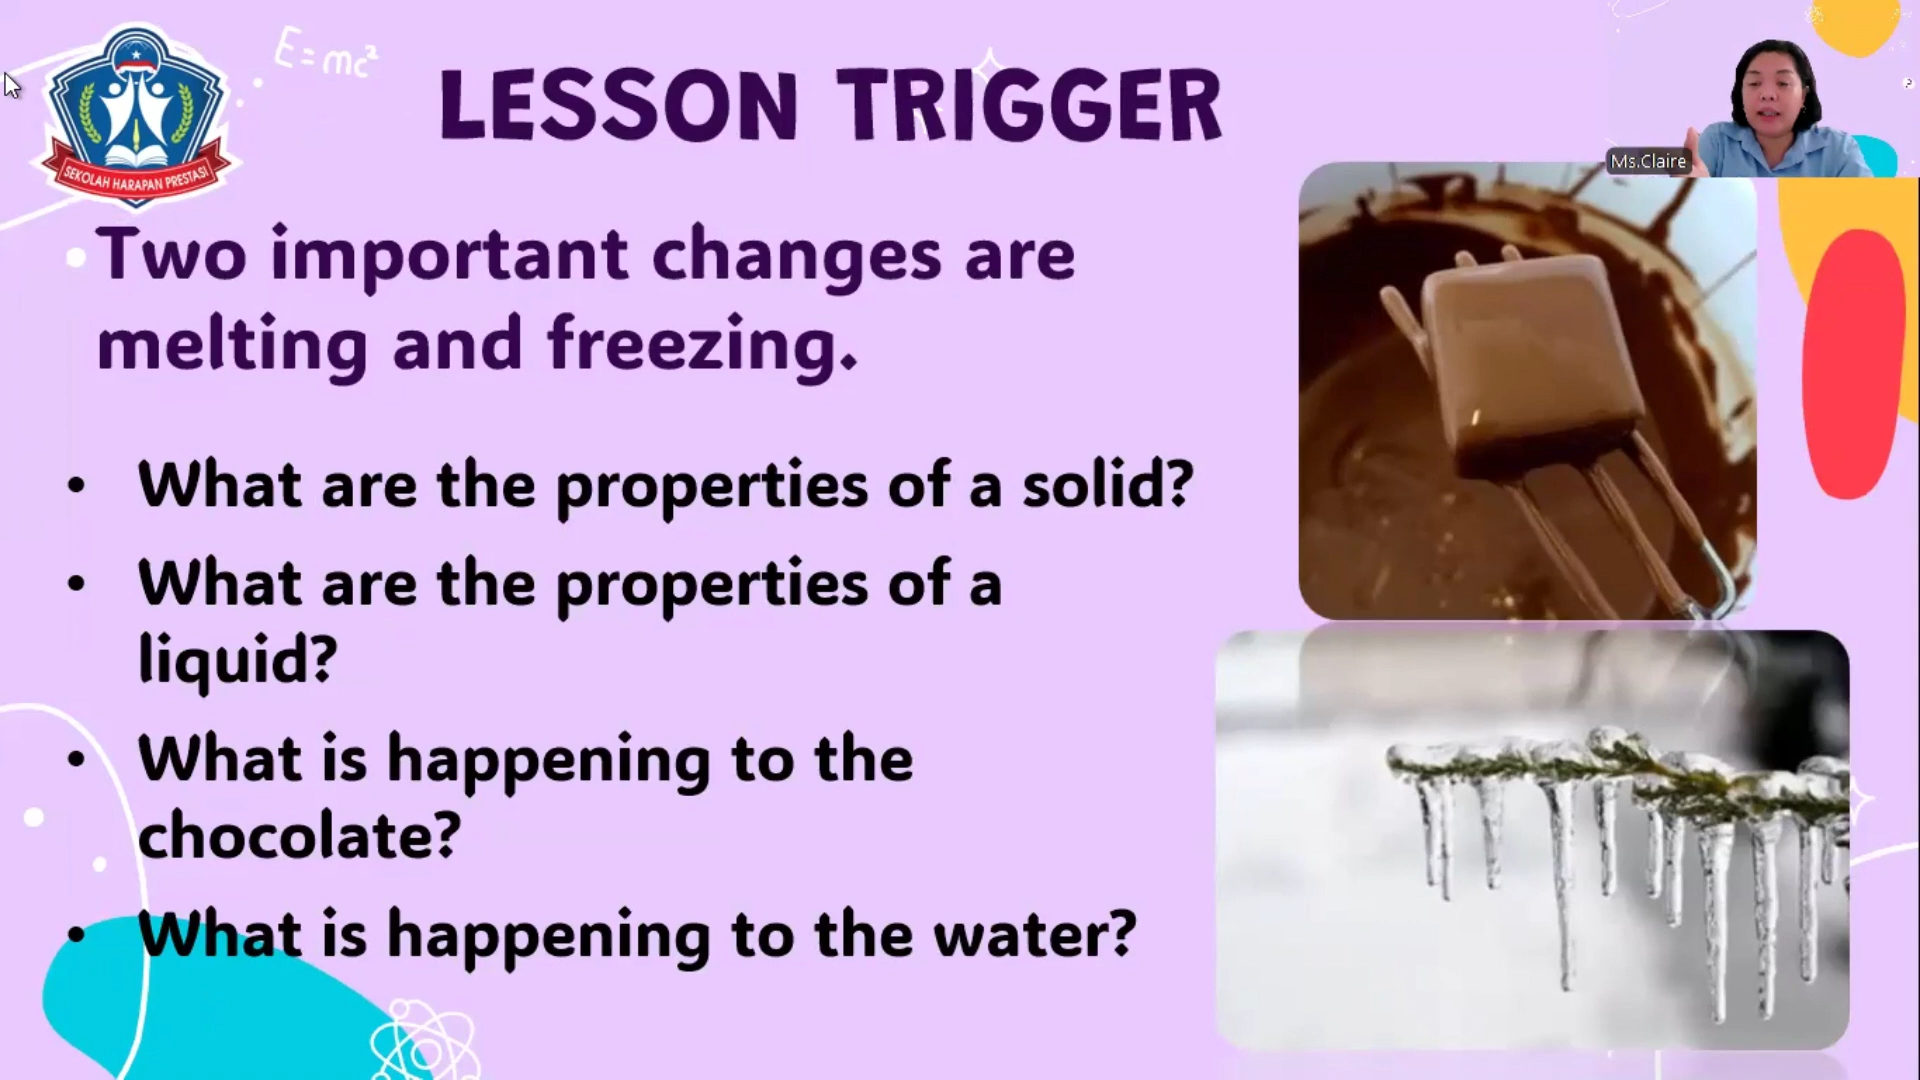 E=mc²
LESSON TRIGGER
Ms.Claire
SEKOLAH HARAPAN PRESTASI
• Two important changes are
melting and freezing.
• What are the properties of a solid?
• What are the properties of a
liquid?
• What is happening to the
chocolate?
• What is happening to the water?